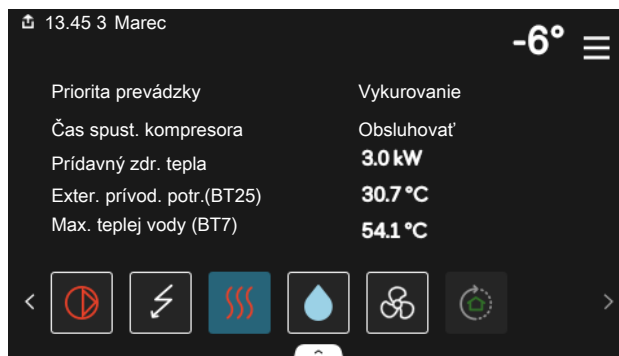 13.45 3 Marec
-6°
Priorita prevádzky Vykurovanie
Čas spust. kompresora Obsluhovať
Prídavný zdr. tepla 3.0 kW
Exter. prívod. potr.(BT25) 30.7 °C
Max. teplej vody (BT7) 54.1 °C